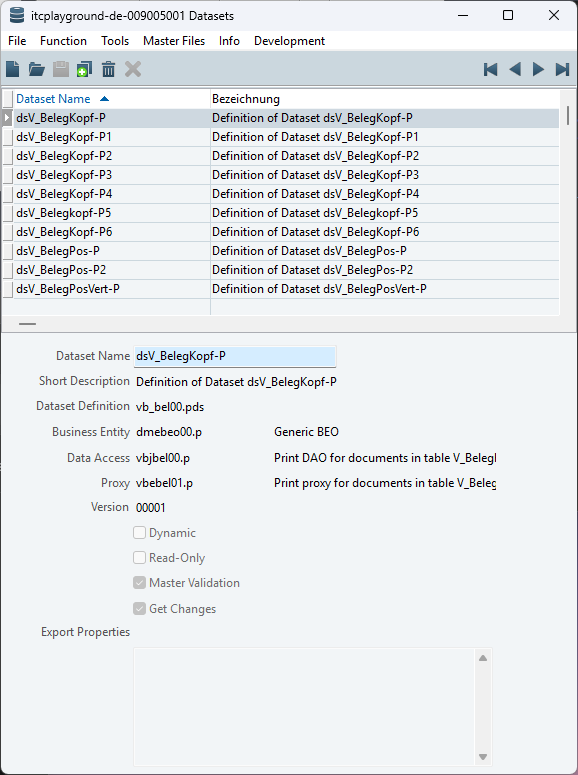 itcplayground-de-009005001 Datasets
File Function Tools Master Files Info Development
Dataset Name Bezeichnung
dsV_BelegKopf-P Definition of Dataset dsV_BelegKopf-P
dsV_BelegKopf-P1 Definition of Dataset dsV_BelegKopf-P1
dsV_BelegKopf-P2 Definition of Dataset dsV_BelegKopf-P2
dsV_BelegKopf-P3 Definition of Dataset dsV_BelegKopf-P3
dsV_BelegKopf-P4 Definition of Dataset dsV_BelegKopf-P4
dsV_Belegkopf-P5 Definition of Dataset dsV_Belegkopf-P5
dsV_BelegKopf-P6 Definition of Dataset dsV_BelegKopf-P6
dsV_BelegPos-P Definition of Dataset dsV_BelegPos-P
dsV_BelegPos-P2 Definition of Dataset dsV_BelegPos-P2
dsV_BelegPosVert-P Definition of Dataset dsV_BelegPosVert-P
Dataset Name dsV_BelegKopf-P
Short Description Definition of Dataset dsV_BelegKopf-P
Dataset Definition vb_bel00.pds
Business Entity dmebeo00.p Generic BEO
Data Access vbjbel00.p Print DAO for documents in table V_Belegl
Proxy vbebel01.p Print proxy for documents in table V_Beleg
Version 00001
Dynamic
Read-Only
Master Validation
Get Changes
Export Properties